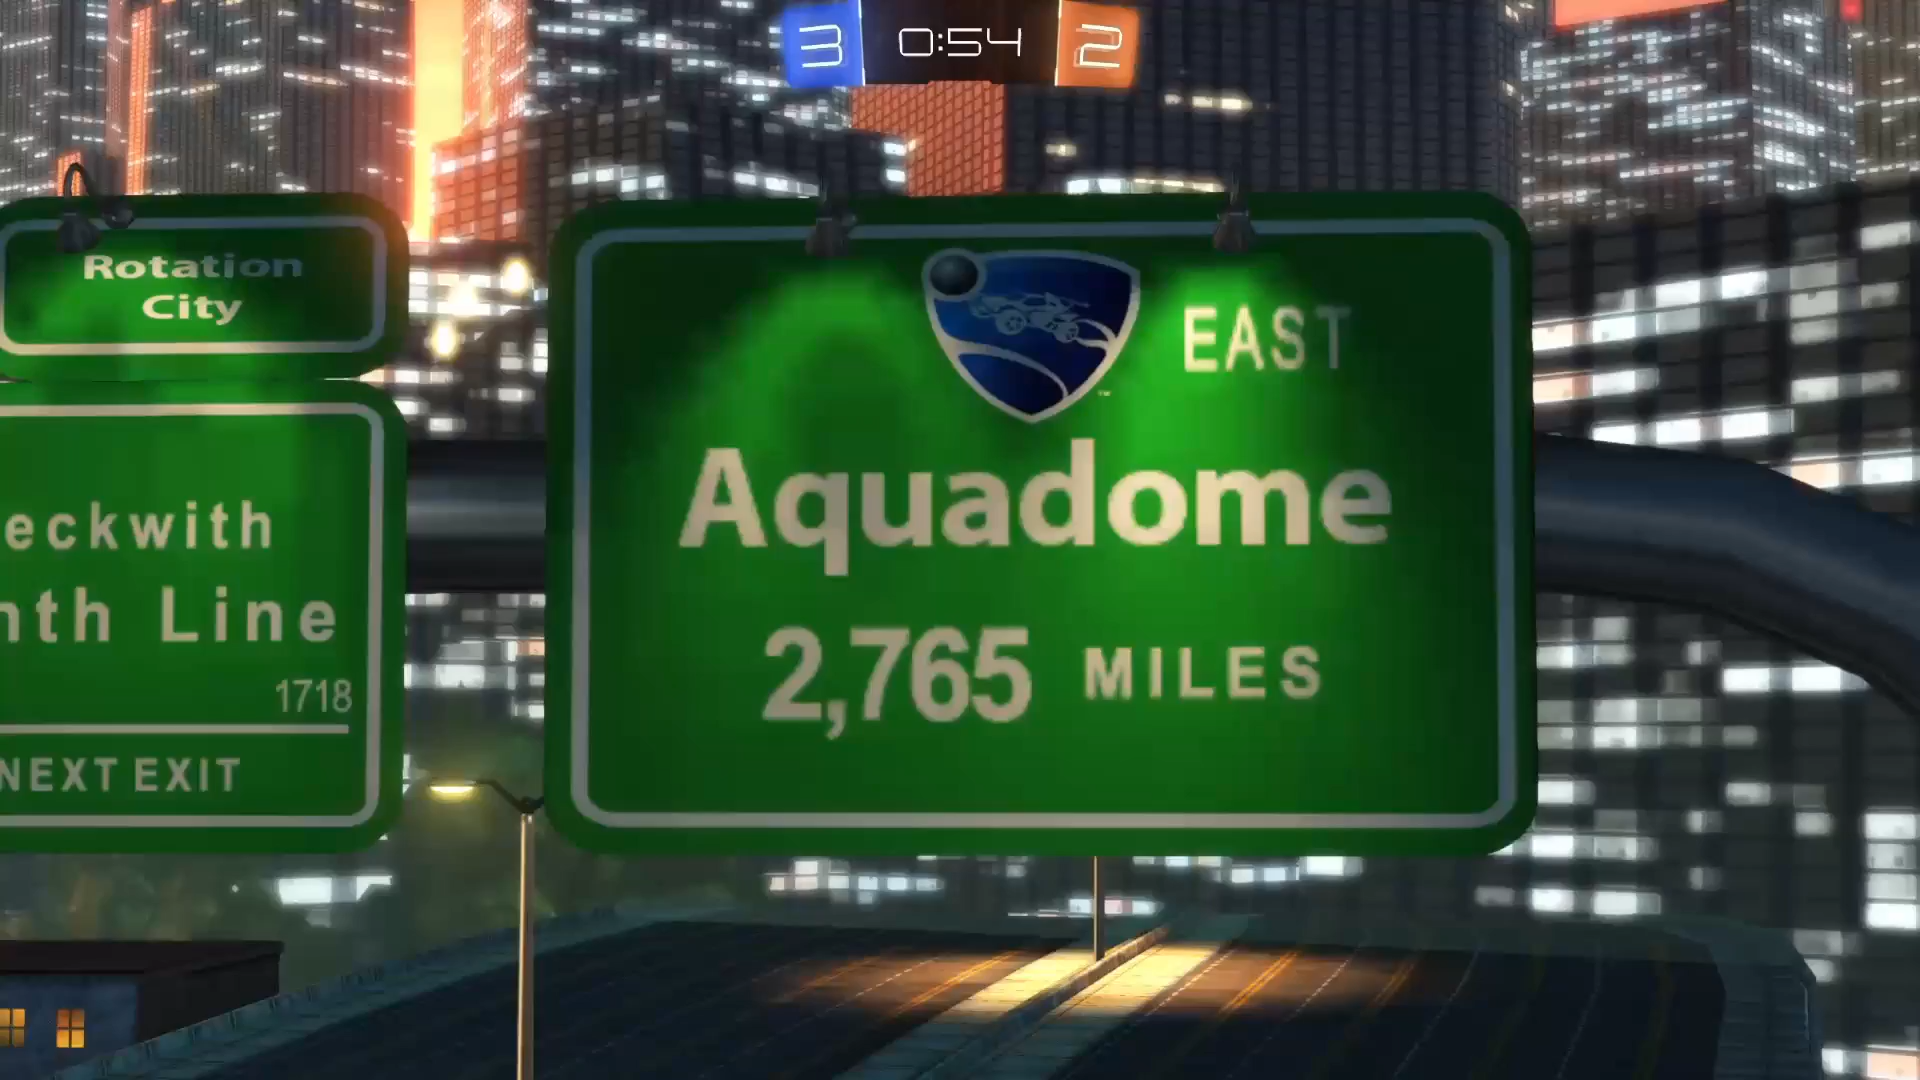 3 0:54 2
Rotation
City
eckwith
nth Line
1718
NEXT EXIT
EAST
Aquadome
2,765 MILES